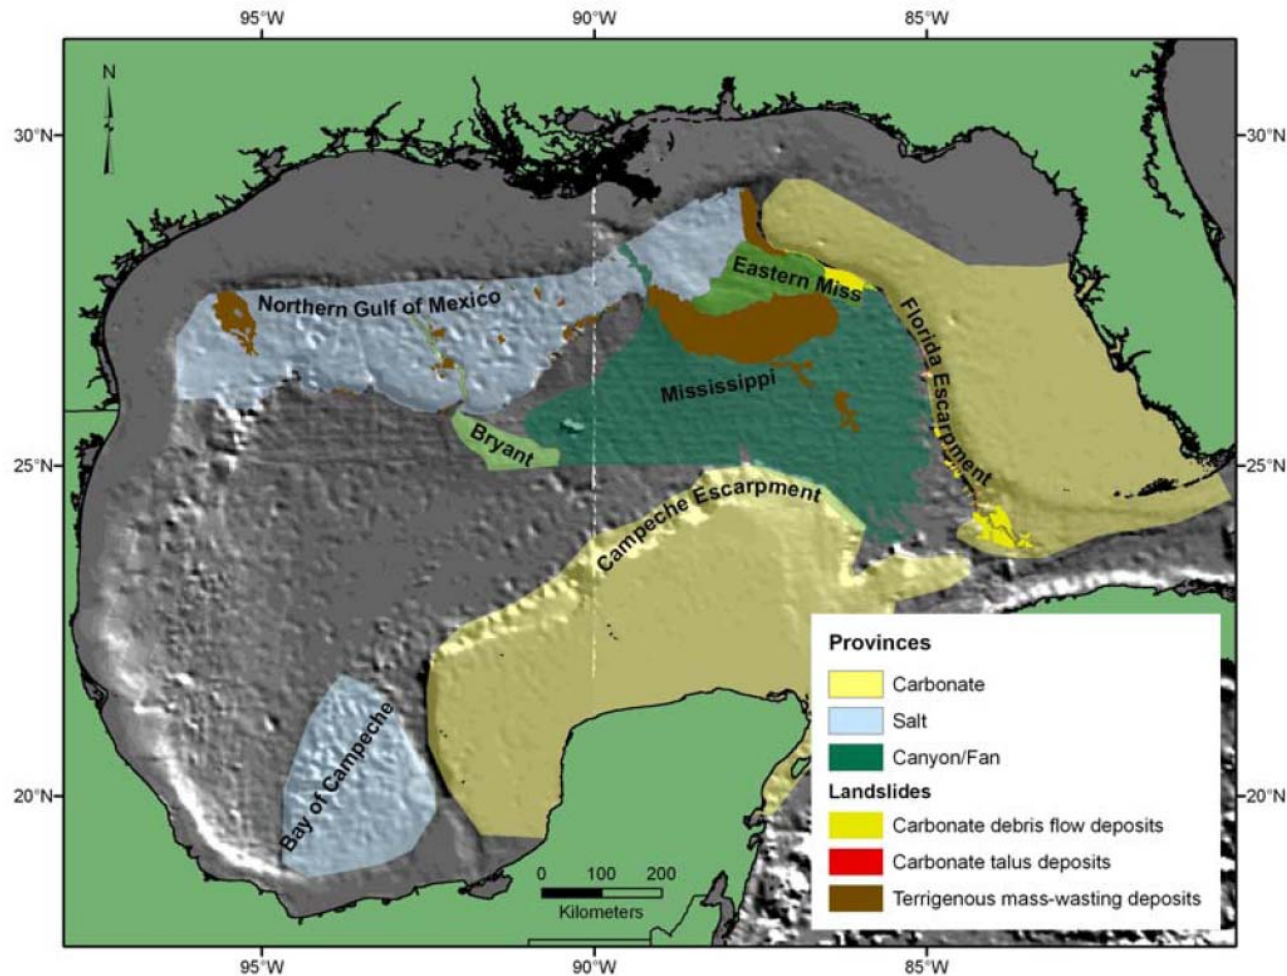 95°W 90°W 85°W
N
30°N 30°N
Eastern Miss
Northern Gulf of Mexico
Florida Escarpment
Mississippi
Bryant
25°N 25°N
Campeche Escarpment
Provinces
Carbonate
Salt
Canyon/Fan
Bay of Campeche
Landslides
20°N 20°N
Carbonate debris flow deposits
Carbonate talus deposits
Terrigenous mass-wasting deposits
0 100 200
Kilometers
95°W 90°W 85°W